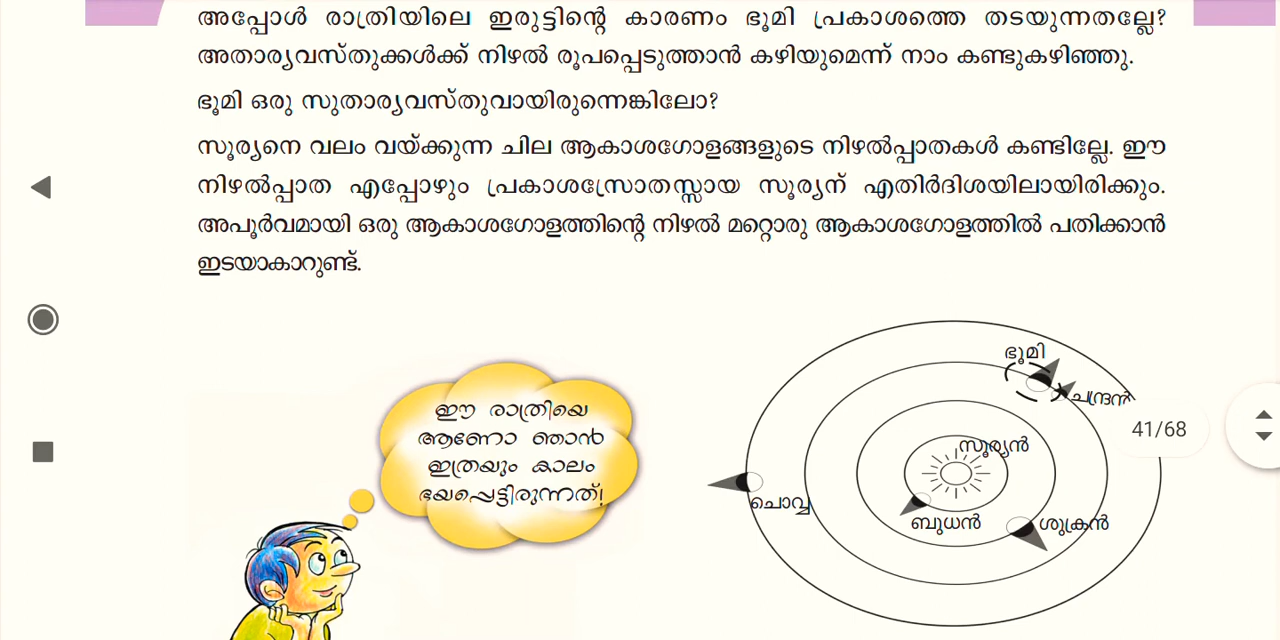 അപ്പോൾ രാത്രിയിലെ ഇരുട്ടിന്റെ കാരണം ഭൂമി പ്രകാശത്തെ തടയുന്നതല്ലേ?
അതാര്യവസ്തുക്കൾക്ക് നിഴൽ രൂപപ്പെടുത്താൻ കഴിയുമെന്ന് നാം കണ്ടുകഴിഞ്ഞു.
ഭൂമി ഒരു സുതാര്യവസ്തുവായിരുന്നെങ്കിലോ?
സൂര്യനെ വലം വയ്ക്കുന്ന ചില ആകാശഗോളങ്ങളുടെ നിഴൽപ്പാതകൾ കണ്ടില്ലേ. ഈ
നിഴൽപ്പാത എപ്പോഴും പ്രകാശസ്രോതസ്സായ സൂര്യന് എതിർദിശയിലായിരിക്കും.
അപൂർവമായി ഒരു ആകാശഗോളത്തിന്റെ നിഴൽ മറ്റൊരു ആകാശഗോളത്തിൽ പതിക്കാൻ
ഇടയാകാറുണ്ട്.
ഈ രാത്രിയെ
ആണോ ഞാൻ
ഇത്രയും കാലം
ഭയപ്പെട്ടിരുന്നത്!
ഭൂമി
ചന്ദ്രൻ
41/68
സൂര്യൻ
ചൊവ്വ
ബുധൻ
ശുക്രൻ